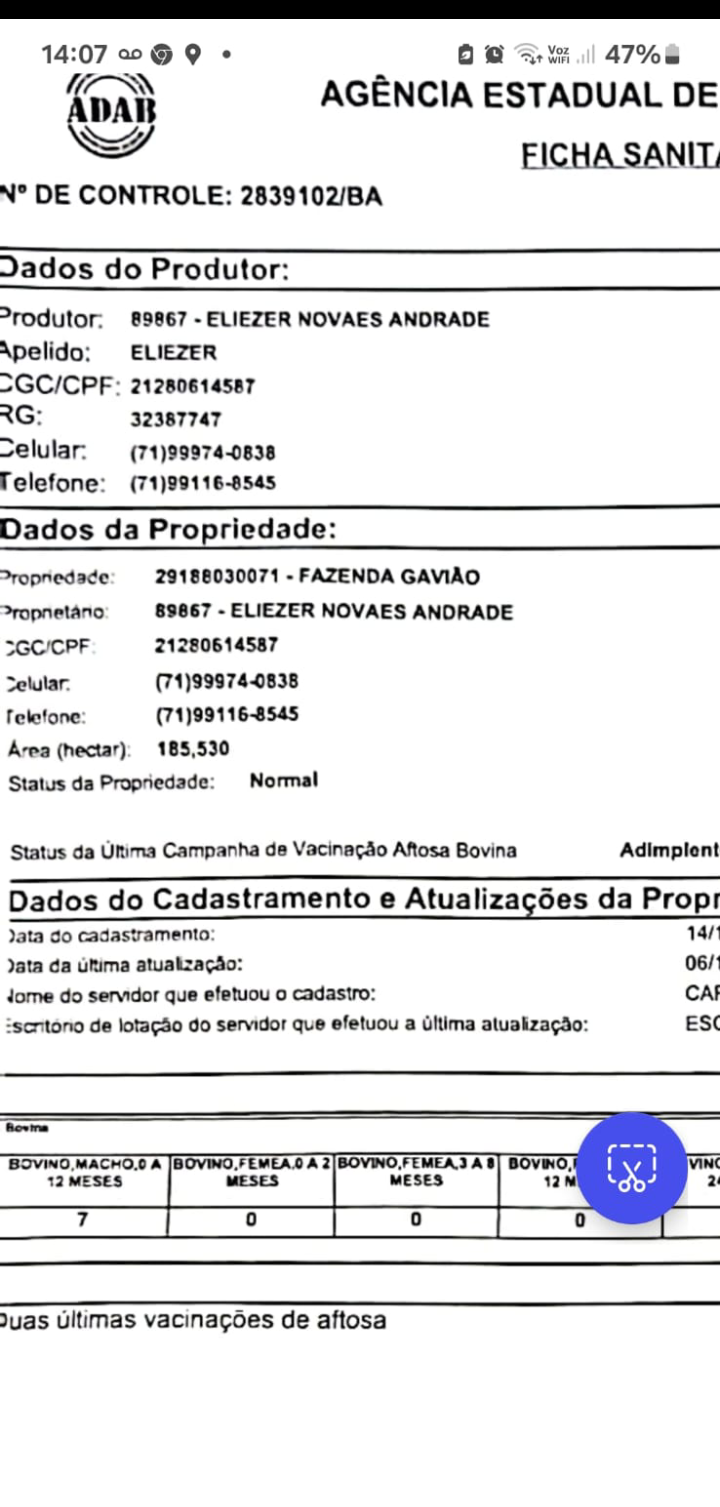 14:07
Voz WiFi 47%
ADAB
AGÊNCIA ESTADUAL DE
FICHA SANITA
Nº DE CONTROLE: 2839102/BA
Dados do Produtor:
Produtor: 89867 - ELIEZER NOVAES ANDRADE
Apelido: ELIEZER
CGC/CPF: 21280614587
RG: 32387747
Celular: (71)99974-0838
Telefone: (71)99116-8545
Dados da Propriedade:
Propriedade: 29188030071 - FAZENDA GAVIÃO
Proprietário: 89867 - ELIEZER NOVAES ANDRADE
CGC/CPF: 21280614587
Celular: (71)99974-0838
Telefone: (71)99116-8545
Área (hectar): 185,530
Status da Propriedade: Normal
Status da Última Campanha de Vacinação Aftosa Bovina Adimplent
Dados do Cadastramento e Atualizações da Propr
Data do cadastramento: 14/1
Data da última atualização: 06/1
Nome do servidor que efetuou o cadastro: CAR
Escritório de lotação do servidor que efetuou a última atualização: ESC
Bovina
BOVINO,MACHO,0 A BOVINO,FEMEA,0 A 2 BOVINO,FEMEA,3 A 8 BOVINO,F VINO
12 MESES MESES MESES 12 M 24
7 0 0 0
Duas últimas vacinações de aftosa